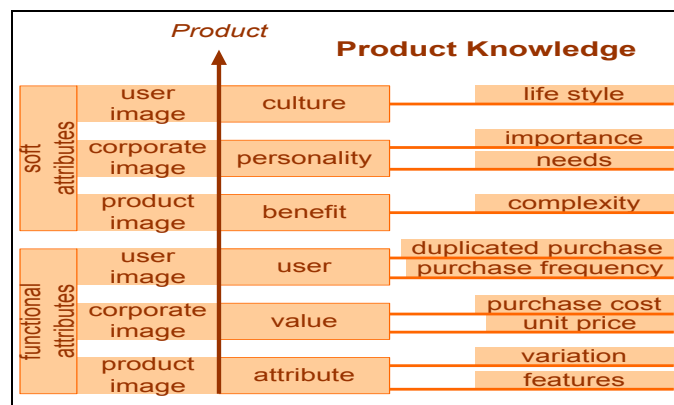 Product
Product Knowledge
soft
attributes
user
image
culture
life style
corporate
image
personality
importance
needs
product
image
benefit
complexity
functional
attributes
user
image
user
duplicated purchase
purchase frequency
corporate
image
value
purchase cost
unit price
product
image
attribute
variation
features